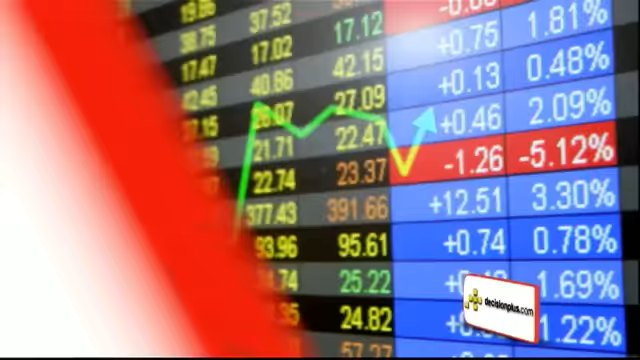 37.52
38.75 17.02 17.12 +0.75 1.81%
17.47 40.86 42.15 +0.13 0.48%
27.09 +0.46 2.09%
21.71 22.47 -1.26 -5.12%
22.74 23.37 +12.51 3.30%
377.43 391.66 +0.74 0.78%
93.96 95.61 1.69%
25.22 1.22%
24.82
decisionplus.com